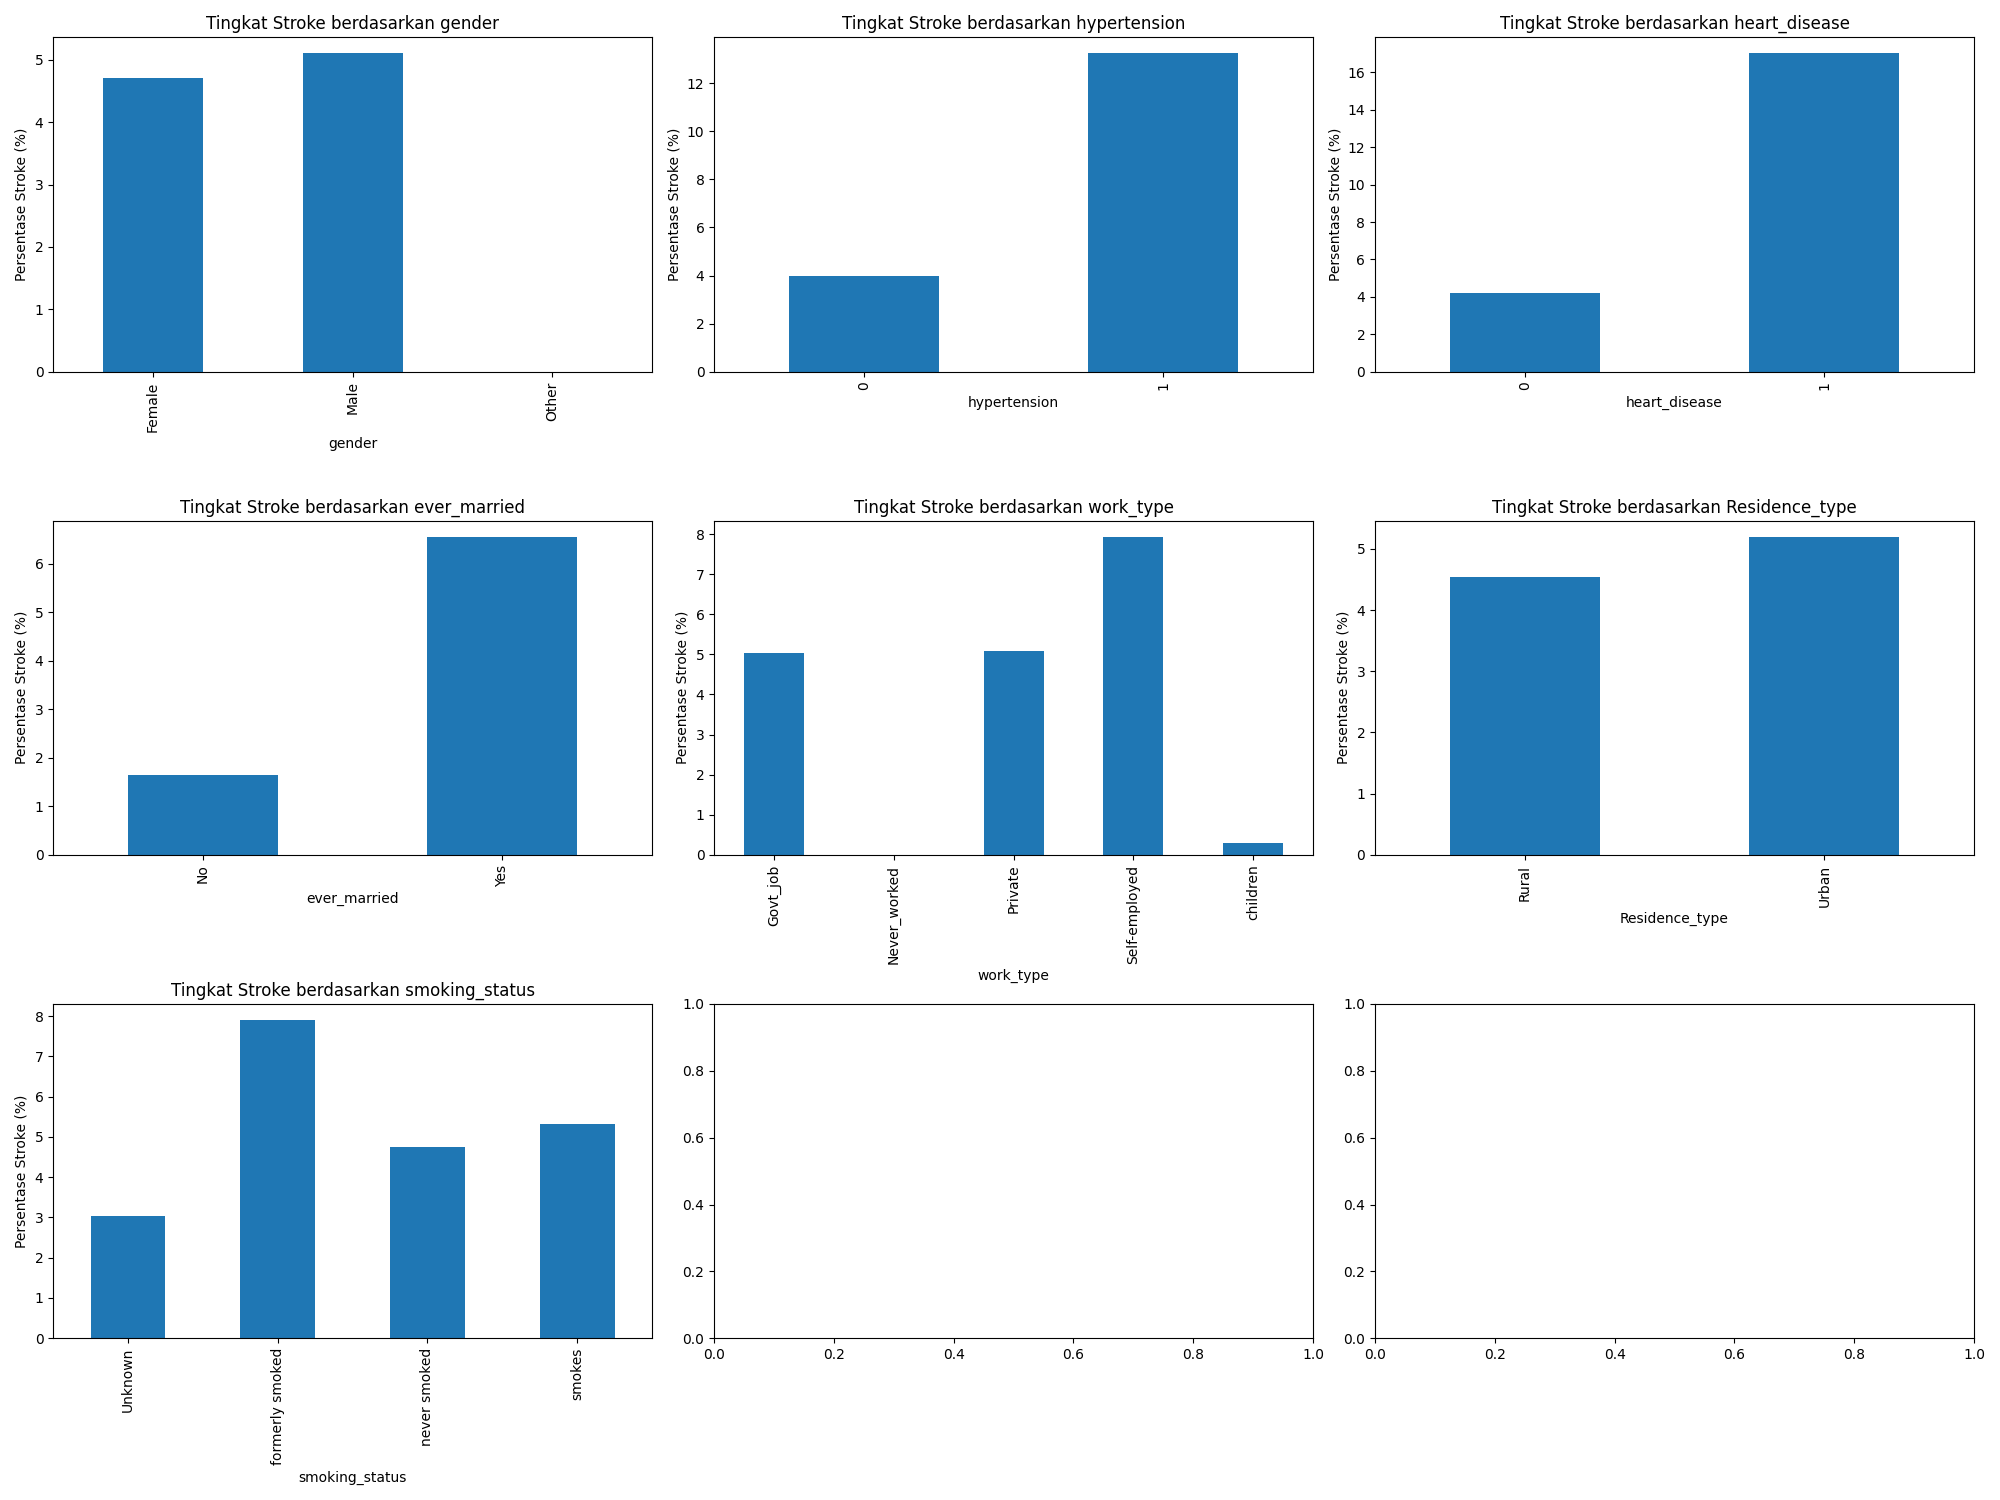 Tingkat Stroke berdasarkan gender
Persentase Stroke (%)
5
4
3
2
1
0
Female
Male
Other
gender
Tingkat Stroke berdasarkan hypertension
Persentase Stroke (%)
12
10
8
6
4
2
0
0
1
hypertension
Tingkat Stroke berdasarkan heart_disease
Persentase Stroke (%)
16
14
12
10
8
6
4
2
0
0
1
heart_disease
Tingkat Stroke berdasarkan ever_married
Persentase Stroke (%)
6
5
4
3
2
1
0
No
Yes
ever_married
Tingkat Stroke berdasarkan work_type
Persentase Stroke (%)
8
7
6
5
4
3
2
1
0
Govt_job
Never_worked
Private
Self-employed
children
work_type
Tingkat Stroke berdasarkan Residence_type
Persentase Stroke (%)
5
4
3
2
1
0
Rural
Urban
Residence_type
Tingkat Stroke berdasarkan smoking_status
Persentase Stroke (%)
8
7
6
5
4
3
2
1
0
Unknown
formerly smoked
never smoked
smokes
smoking_status
1.0
0.8
0.6
0.4
0.2
0.0
0.0 0.2 0.4 0.6 0.8 1.0
1.0
0.8
0.6
0.4
0.2
0.0
0.0 0.2 0.4 0.6 0.8 1.0